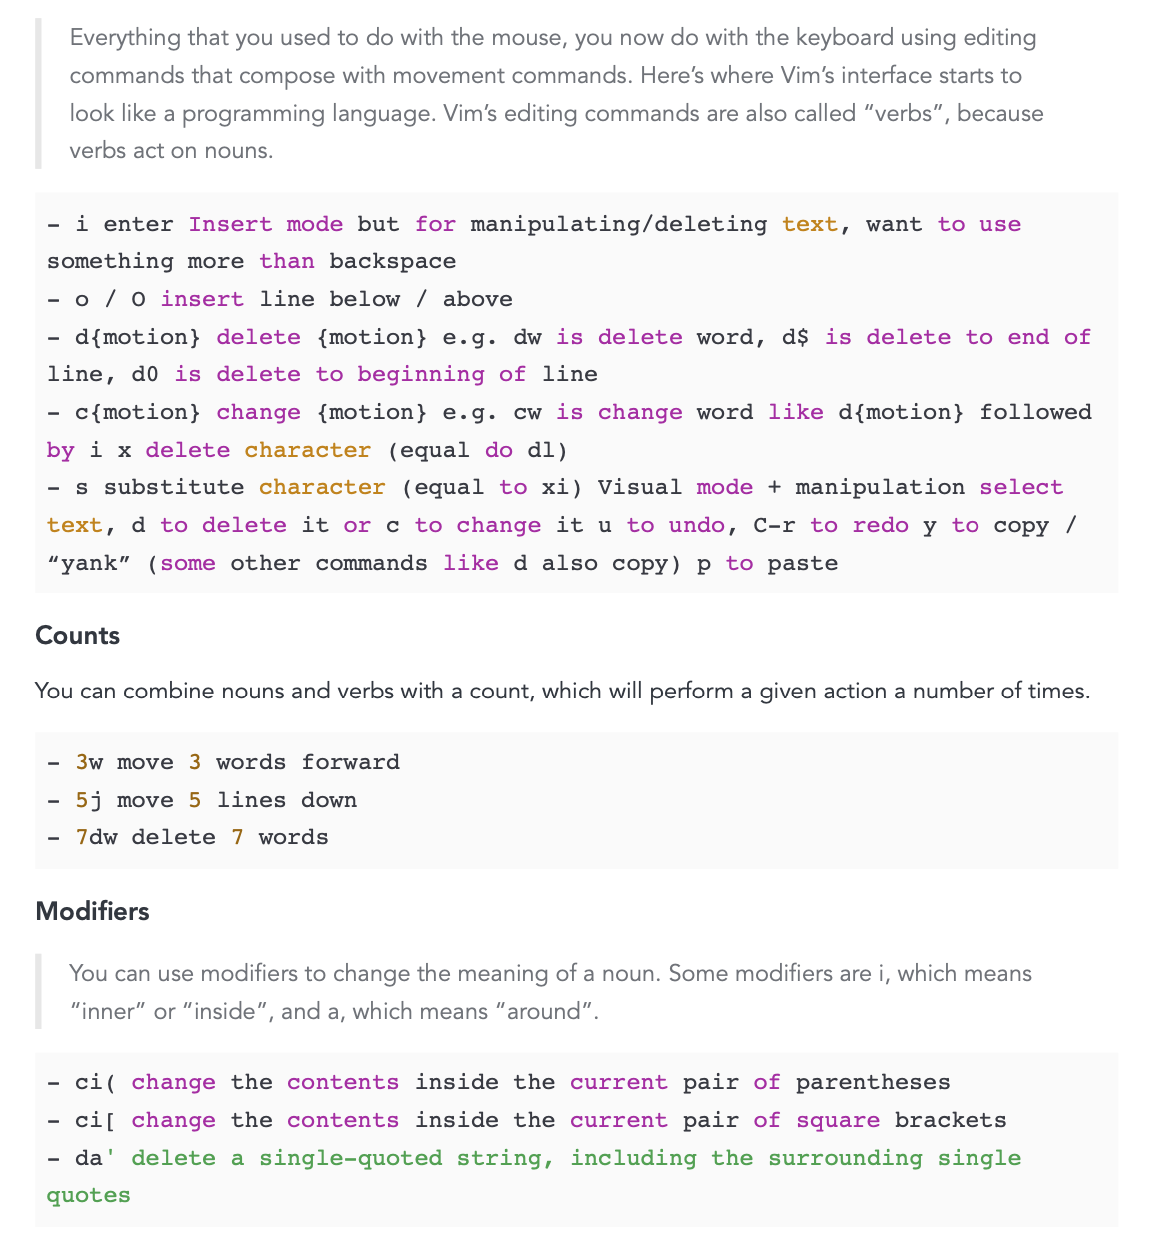 Everything that you used to do with the mouse, you now do with the keyboard using editing
commands that compose with movement commands. Here’s where Vim’s interface starts to
look like a programming language. Vim’s editing commands are also called “verbs”, because
verbs act on nouns.
- i enter Insert mode but for manipulating/deleting text, want to use
something more than backspace
- o / O insert line below / above
- d{motion} delete {motion} e.g. dw is delete word, d$ is delete to end of
line, d0 is delete to beginning of line
- c{motion} change {motion} e.g. cw is change word like d{motion} followed
by i x delete character (equal do dl)
- s substitute character (equal to xi) Visual mode + manipulation select
text, d to delete it or c to change it u to undo, C-r to redo y to copy /
“yank” (some other commands like d also copy) p to paste
Counts
You can combine nouns and verbs with a count, which will perform a given action a number of times.
- 3w move 3 words forward
- 5j move 5 lines down
- 7dw delete 7 words
Modifiers
You can use modifiers to change the meaning of a noun. Some modifiers are i, which means
“inner” or “inside”, and a, which means “around”.
- ci( change the contents inside the current pair of parentheses
- ci[ change the contents inside the current pair of square brackets
- da' delete a single-quoted string, including the surrounding single
quotes